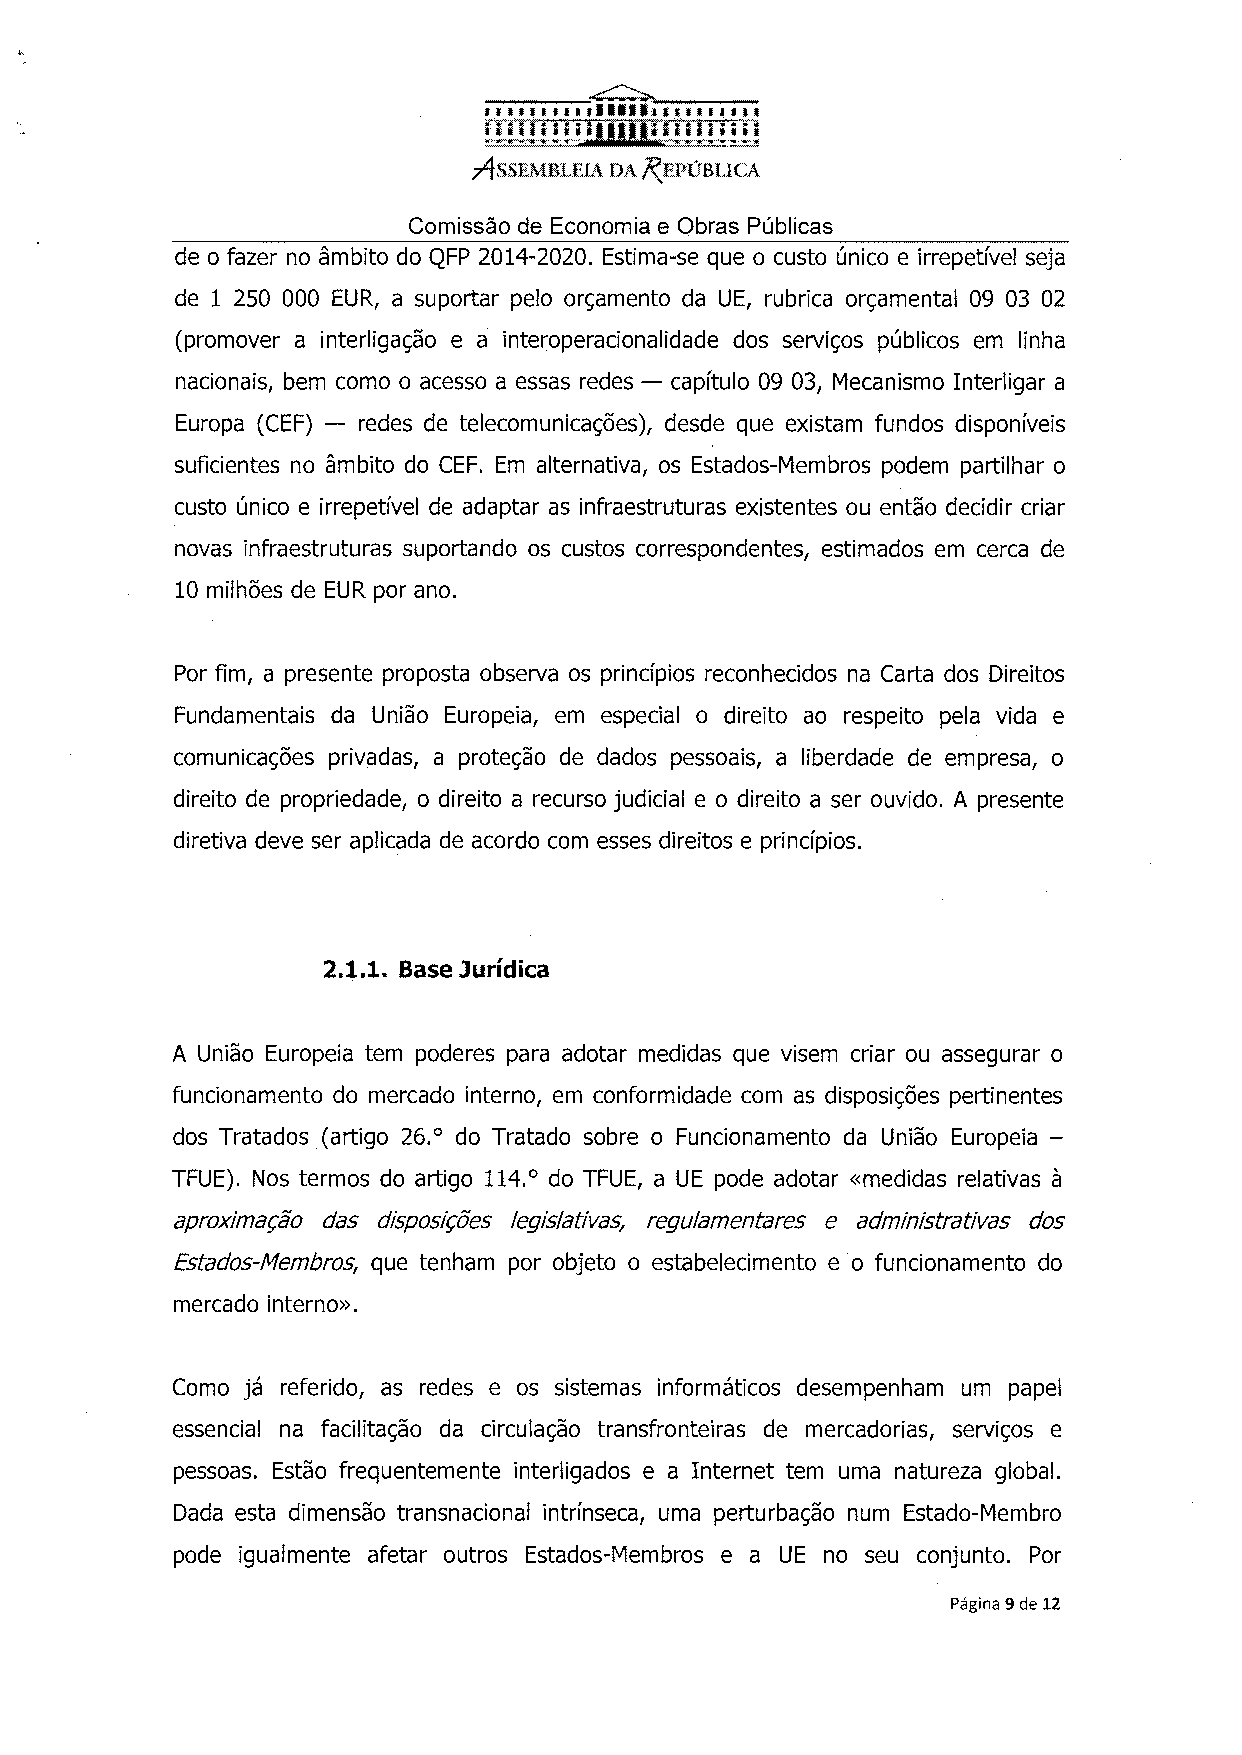 ASSEMBLEIA DA REPÚBLICA
Comissão de Economia e Obras Públicas
de o fazer no âmbito do QFP 2014-2020. Estima-se que o custo único e irrepetível seja
de 1 250 000 EUR, a suportar pelo orçamento da UE, rubrica orçamental 09 03 02
(promover a interligação e a interoperacionalidade dos serviços públicos em linha
nacionais, bem como o acesso a essas redes — capítulo 09 03, Mecanismo Interligar a
Europa (CEF) — redes de telecomunicações), desde que existam fundos disponíveis
suficientes no âmbito do CEF. Em alternativa, os Estados-Membros podem partilhar o
custo único e irrepetível de adaptar as infraestruturas existentes ou então decidir criar
novas infraestruturas suportando os custos correspondentes, estimados em cerca de
10 milhões de EUR por ano.
Por fim, a presente proposta observa os princípios reconhecidos na Carta dos Direitos
Fundamentais da União Europeia, em especial o direito ao respeito pela vida e
comunicações privadas, a proteção de dados pessoais, a liberdade de empresa, o
direito de propriedade, o direito a recurso judicial e o direito a ser ouvido. A presente
diretiva deve ser aplicada de acordo com esses direitos e princípios.
2.1.1. Base Jurídica
A União Europeia tem poderes para adotar medidas que visem criar ou assegurar o
funcionamento do mercado interno, em conformidade com as disposições pertinentes
dos Tratados (artigo 26.º do Tratado sobre o Funcionamento da União Europeia –
TFUE). Nos termos do artigo 114.º do TFUE, a UE pode adotar «medidas relativas à
aproximação das disposições legislativas, regulamentares e administrativas dos
Estados-Membros, que tenham por objeto o estabelecimento e o funcionamento do
mercado interno».
Como já referido, as redes e os sistemas informáticos desempenham um papel
essencial na facilitação da circulação transfronteiras de mercadorias, serviços e
pessoas. Estão frequentemente interligados e a Internet tem uma natureza global.
Dada esta dimensão transnacional intrínseca, uma perturbação num Estado-Membro
pode igualmente afetar outros Estados-Membros e a UE no seu conjunto. Por
Página 9 de 12